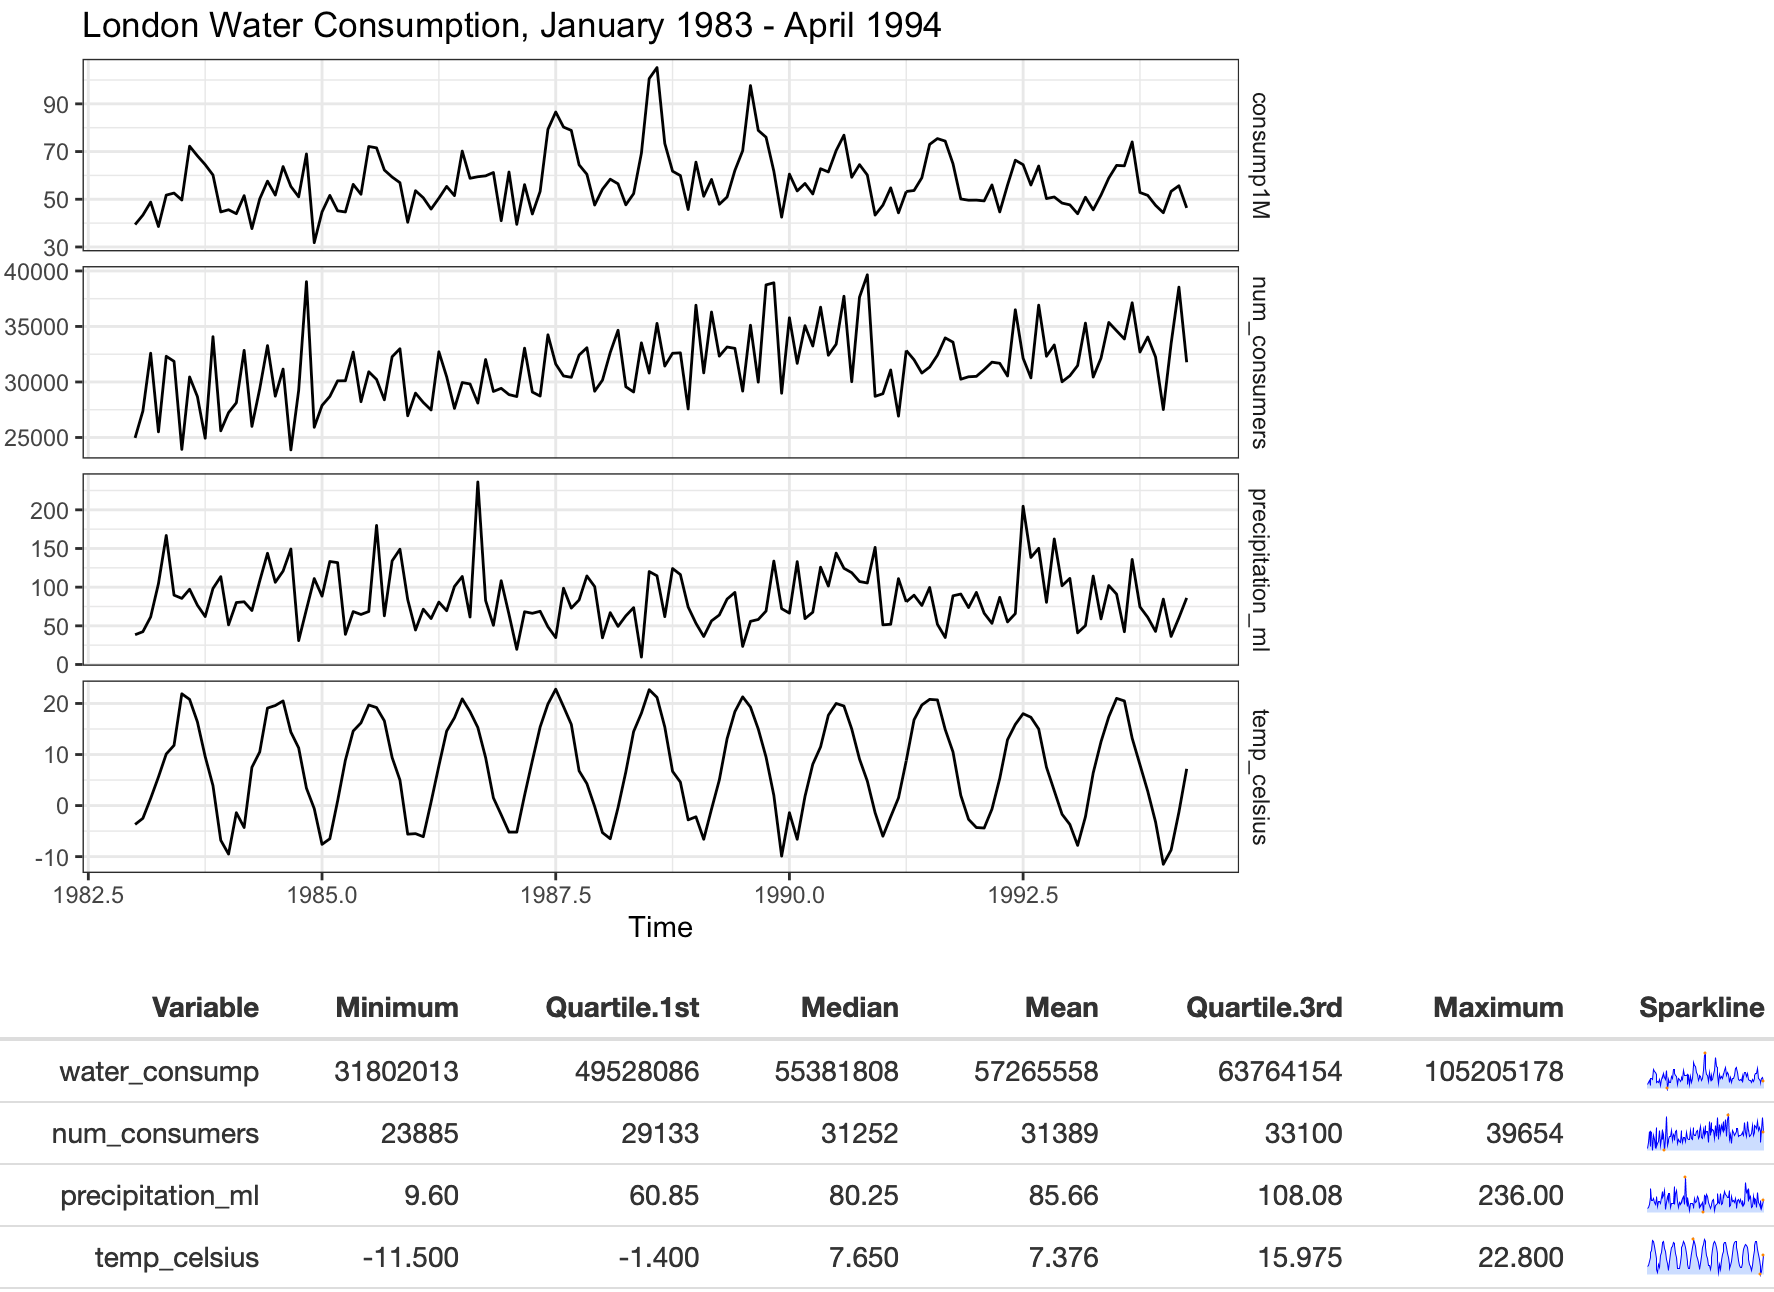 London Water Consumption, January 1983 - April 1994
90
70
50
30
consump1M
40000
35000
30000
25000
num_consumers
200
150
100
50
0
precipitation_ml
20
10
0
-10
temp_celsius
1982.5 1985.0 1987.5 1990.0 1992.5
Time
Variable Minimum Quartile.1st Median Mean Quartile.3rd Maximum Sparkline
water_consump 31802013 49528086 55381808 57265558 63764154 105205178
num_consumers 23885 29133 31252 31389 33100 39654
precipitation_ml 9.60 60.85 80.25 85.66 108.08 236.00
temp_celsius -11.500 -1.400 7.650 7.376 15.975 22.800